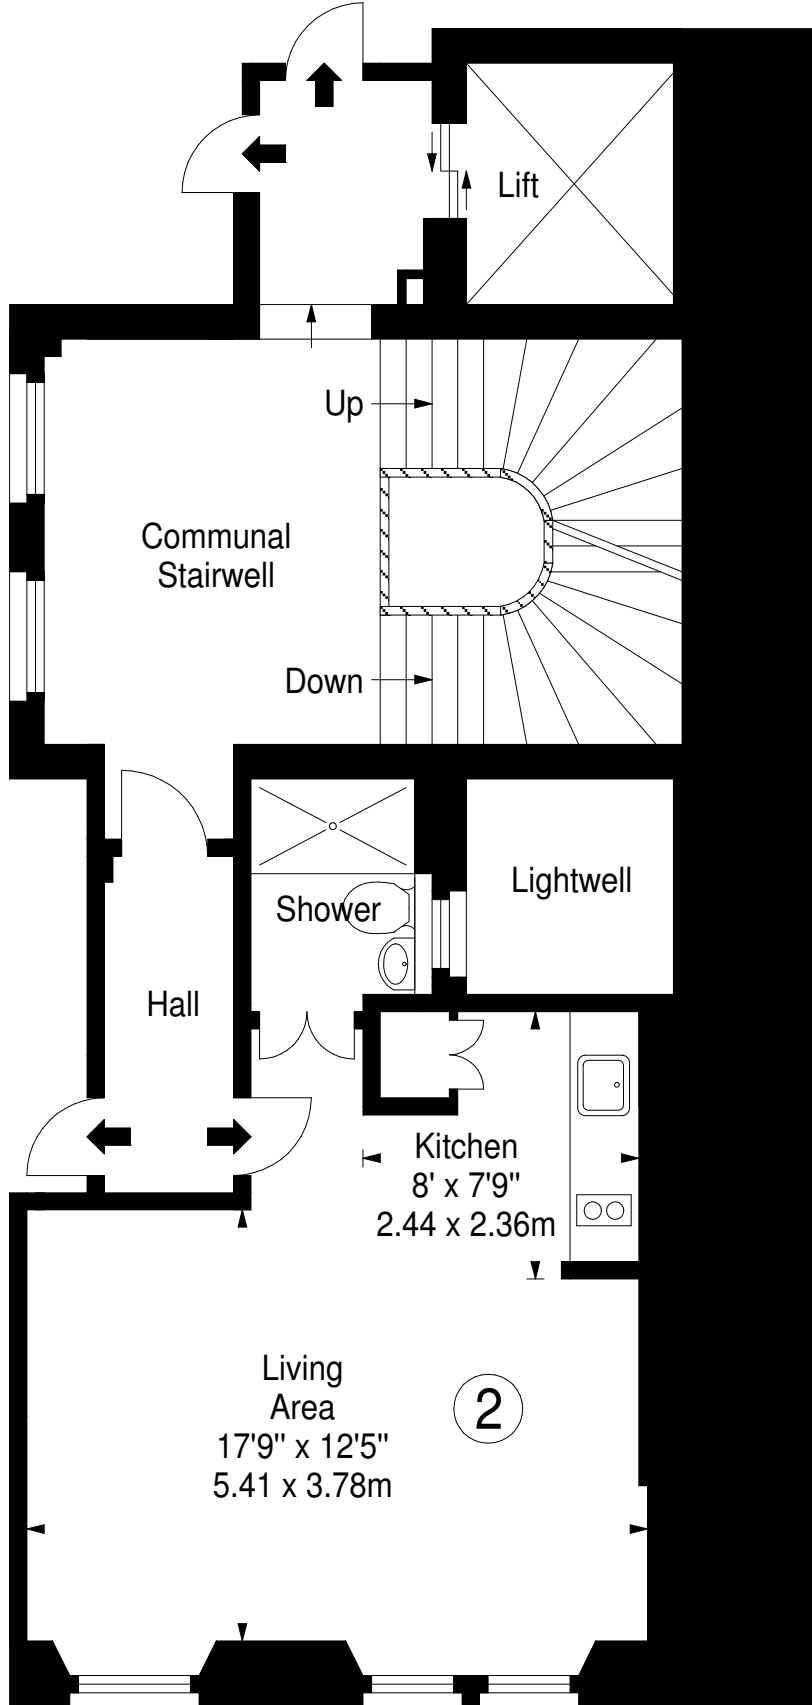 Lift
Up
Communal
Stairwell
Down
Lightwell
Shower
Hall
Kitchen
8' x 7'9"
2.44 x 2.36m
Living
Area
17'9" x 12'5"
5.41 x 3.78m
2